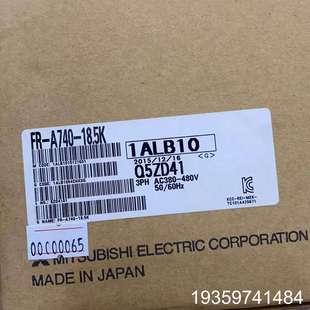 FR-A740-18.5K
1ALB10
2015/12/16 <G>
Q5ZD41
3PH AC380-480V
50/60Hz
00C00065
MITSUBISHI ELECTRIC CORPORATION
MADE IN JAPAN
19359741484